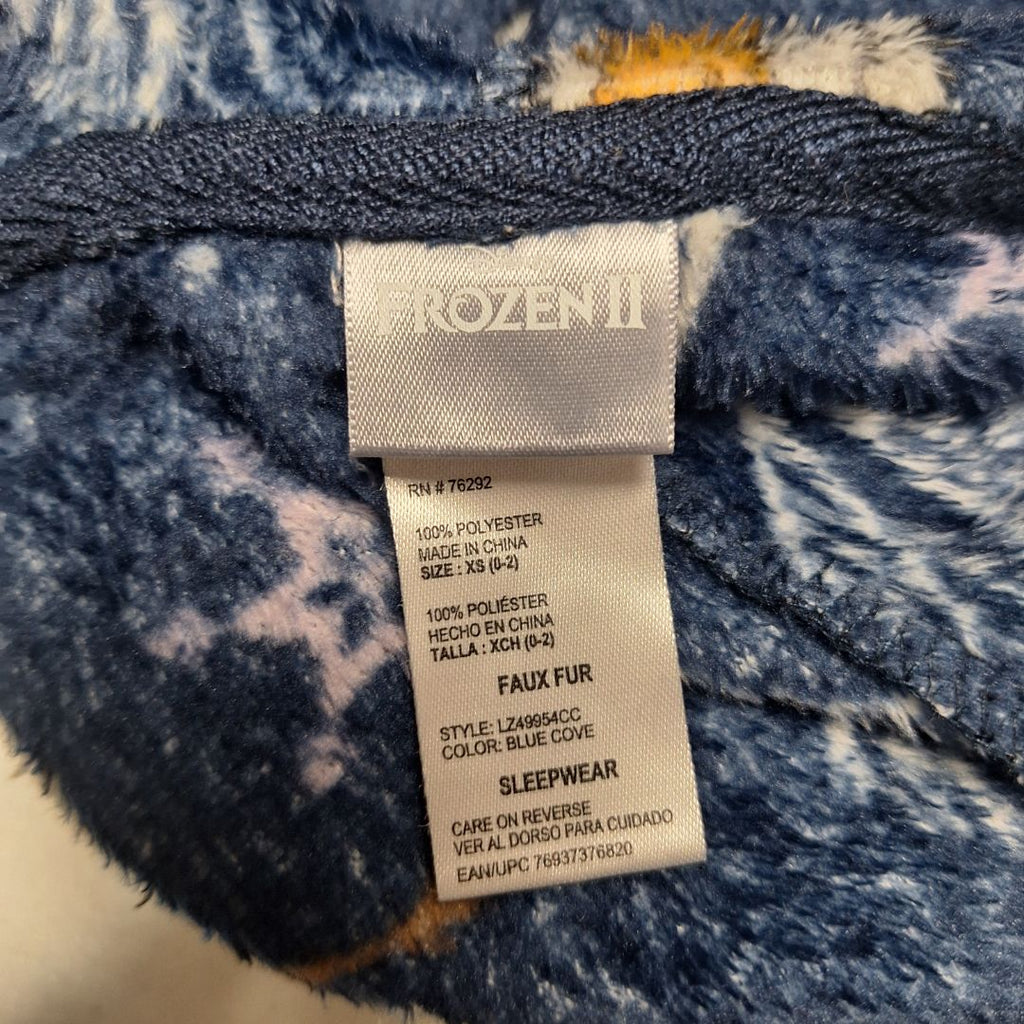 FROZEN II
RN # 76292
100% POLYESTER
MADE IN CHINA
SIZE : XS (0-2)
100% POLIÉSTER
HECHO EN CHINA
TALLA : XCH (0-2)
FAUX FUR
STYLE: LZ49954CC
COLOR: BLUE COVE
SLEEPWEAR
CARE ON REVERSE
VER AL DORSO PARA CUIDADO
EAN/UPC 76937376820